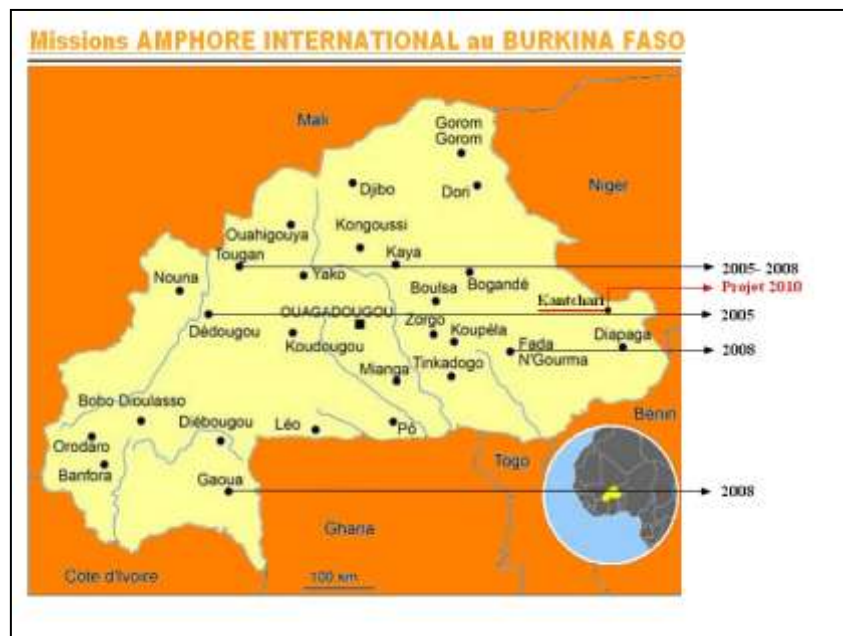 Missions AMPHORE INTERNATIONAL au BURKINA FASO
Mali
Gorom
Gorom
Djibo
Dori
Niger
Ouahigouya
Kongoussi
Tougan
Kaya
2005- 2008
Nouna
Yako
Bogandé
Projet 2010
Boulsa
Kantchari
OUAGADOUGOU
Zorgo
2005
Dédougou
Koudougou
Koupéla
Fada
N'Gourma
Diapaga
2008
Mianga
Tinkadogo
Bobo-Dioulasso
Diébougou
Léo
Pô
Bénin
Orodaro
Togo
Banfora
Gaoua
2008
Ghana
Côte d'Ivoire
100 km